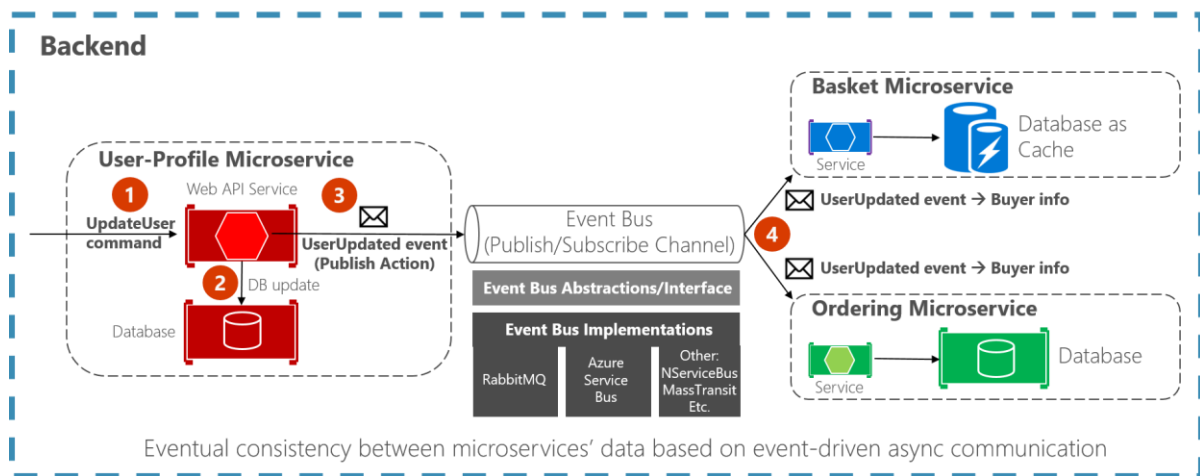 Backend
User-Profile Microservice
Web API Service
1
UpdateUser
command
3
UserUpdated event
(Publish Action)
2
DB update
Database
Event Bus
(Publish/Subscribe Channel)
Event Bus Abstractions/Interface
Event Bus Implementations
RabbitMQ
Azure
Service
Bus
Other:
NServiceBus
MassTransit
Etc.
4
Basket Microservice
Service
Database as
Cache
UserUpdated event → Buyer info
UserUpdated event → Buyer info
Ordering Microservice
Service
Database
Eventual consistency between microservices’ data based on event-driven async communication